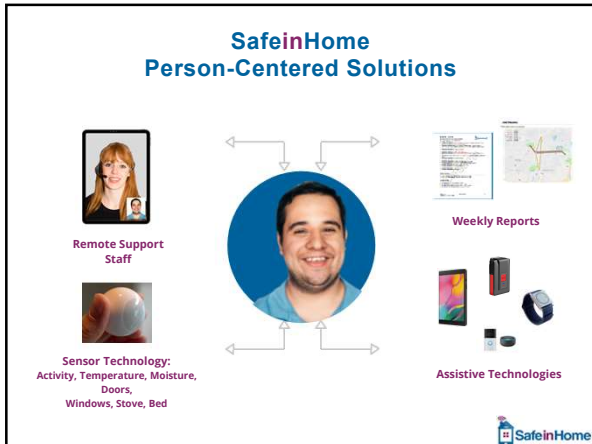 SafeinHome
Person-Centered Solutions
Remote Support
Staff
Weekly Reports
Sensor Technology:
Activity, Temperature, Moisture,
Doors,
Windows, Stove, Bed
Assistive Technologies
SafeinHome